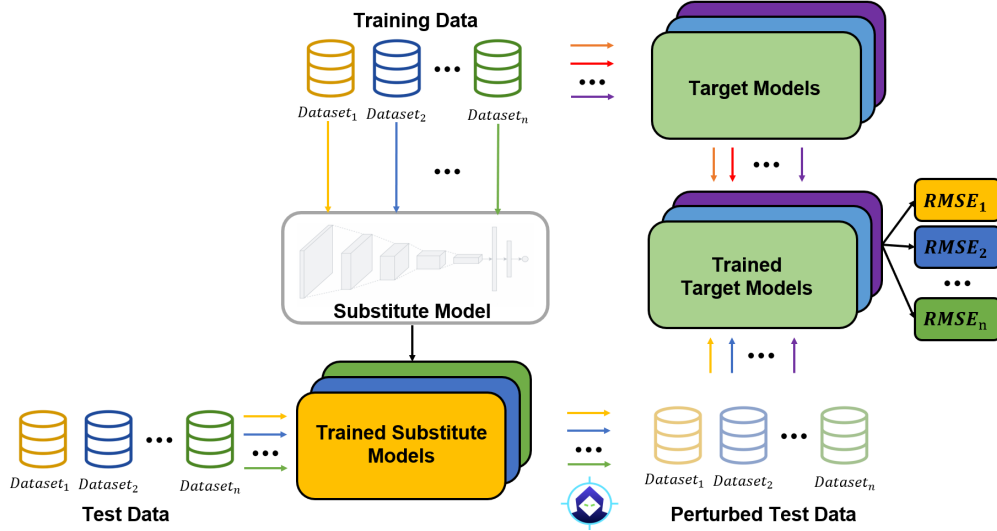 Training Data
Dataset₁ Dataset₂ ••• Datasetₙ
•••
Target Models
•••
•••
Substitute Model
Trained
Target Models
RMSE₁
RMSE₂
•••
RMSEₙ
•••
Trained Substitute
Models
•••
Dataset₁ Dataset₂ ••• Datasetₙ
Test Data
•••
Dataset₁ Dataset₂ ••• Datasetₙ
Perturbed Test Data